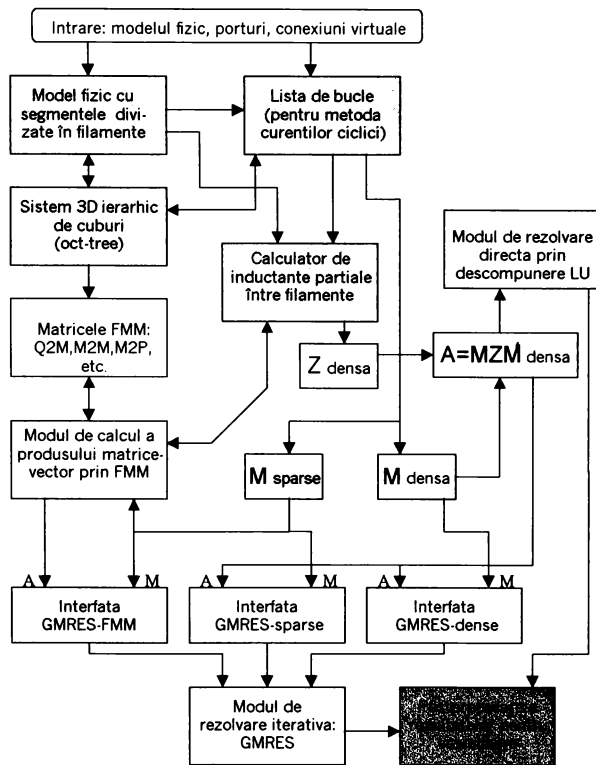 Intrare: modelul fizic, porturi, conexiuni virtuale
Model fizic cu
segmentele divi-
zate în filamente
Lista de bucle
(pentru metoda
curentilor ciclici)
Sistem 3D ierarhic
de cuburi
(oct-tree)
Modul de rezolvare
directa prin
descompunere LU
Calculator de
inductante partiale
între filamente
Matricele FMM:
Q2M,M2M,M2P,
etc.
Z densa
A=MZM densa
Modul de calcul a
produsului matrice-
vector prin FMM
M sparse
M densa
A M
A M
A M
Interfata
GMRES-FMM
Interfata
GMRES-sparse
Interfata
GMRES-dense
Modul de
rezolvare iterativa:
GMRES